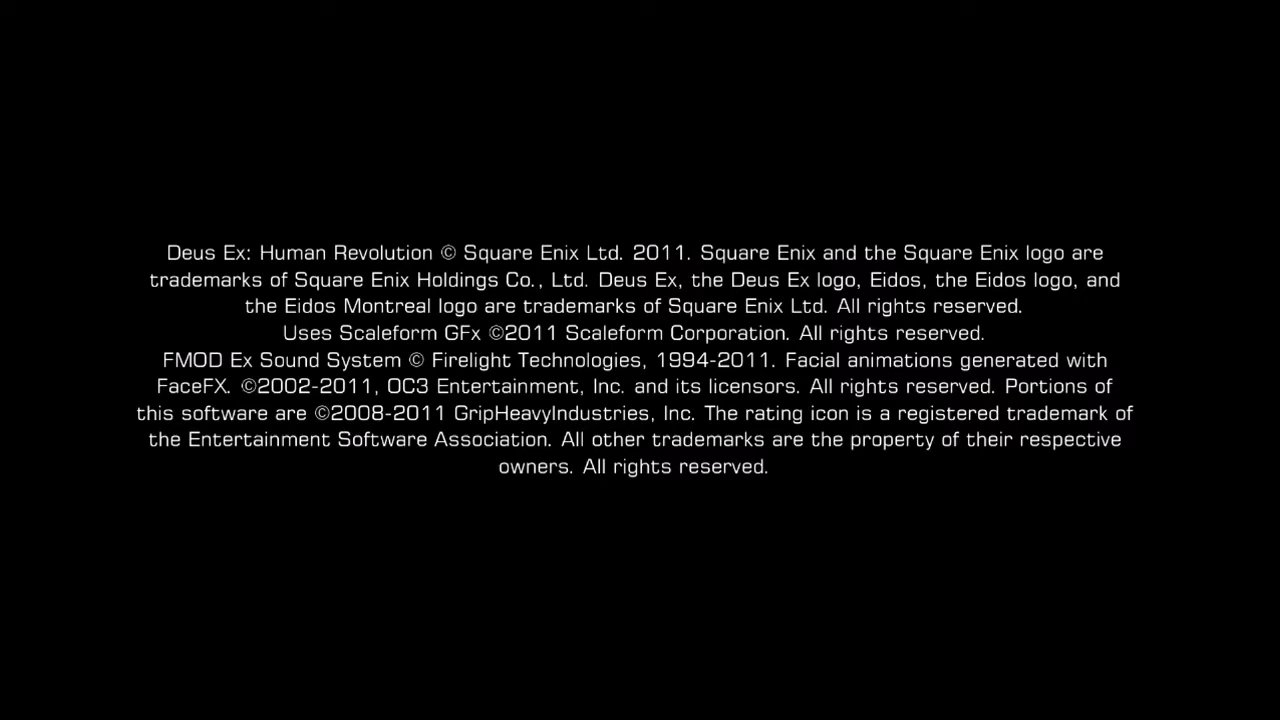 Deus Ex: Human Revolution © Square Enix Ltd. 2011. Square Enix and the Square Enix logo are
trademarks of Square Enix Holdings Co., Ltd. Deus Ex, the Deus Ex logo, Eidos, the Eidos logo, and
the Eidos Montreal logo are trademarks of Square Enix Ltd. All rights reserved.
Uses Scaleform GFx ©2011 Scaleform Corporation. All rights reserved.
FMOD Ex Sound System © Firelight Technologies, 1994-2011. Facial animations generated with
FaceFX. ©2002-2011, OC3 Entertainment, Inc. and its licensors. All rights reserved. Portions of
this software are ©2008-2011 GripHeavyIndustries, Inc. The rating icon is a registered trademark of
the Entertainment Software Association. All other trademarks are the property of their respective
owners. All rights reserved.